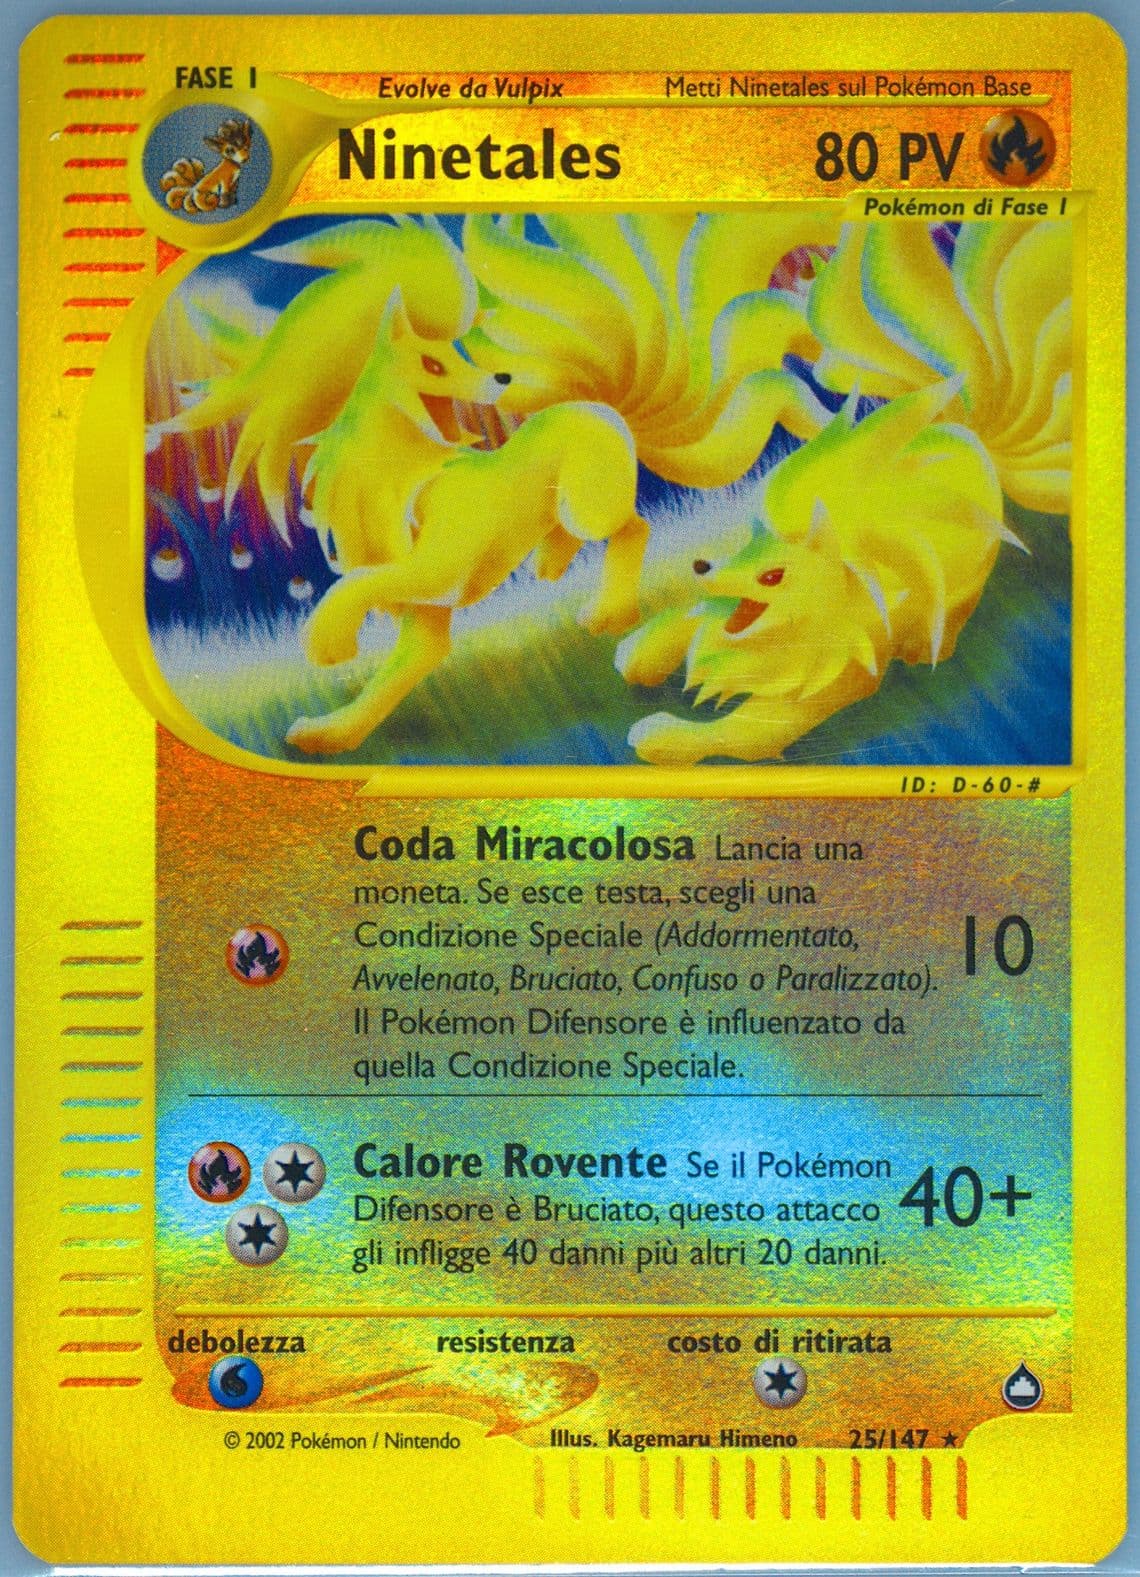 FASE 1
Evolve da Vulpix
Metti Ninetales sul Pokémon Base
Ninetales
80 PV
Pokémon di Fase 1
ID: D-60-#
Coda Miracolosa Lancia una
moneta. Se esce testa, scegli una
Condizione Speciale (Addormentato,
Avvelenato, Bruciato, Confuso o Paralizzato).
Il Pokémon Difensore è influenzato da
quella Condizione Speciale.
10
Calore Rovente Se il Pokémon
Difensore è Bruciato, questo attacco
gli infligge 40 danni più altri 20 danni.
40+
debolezza
resistenza
costo di ritirata
© 2002 Pokémon / Nintendo
Illus. Kagemaru Himeno
25/147 ★